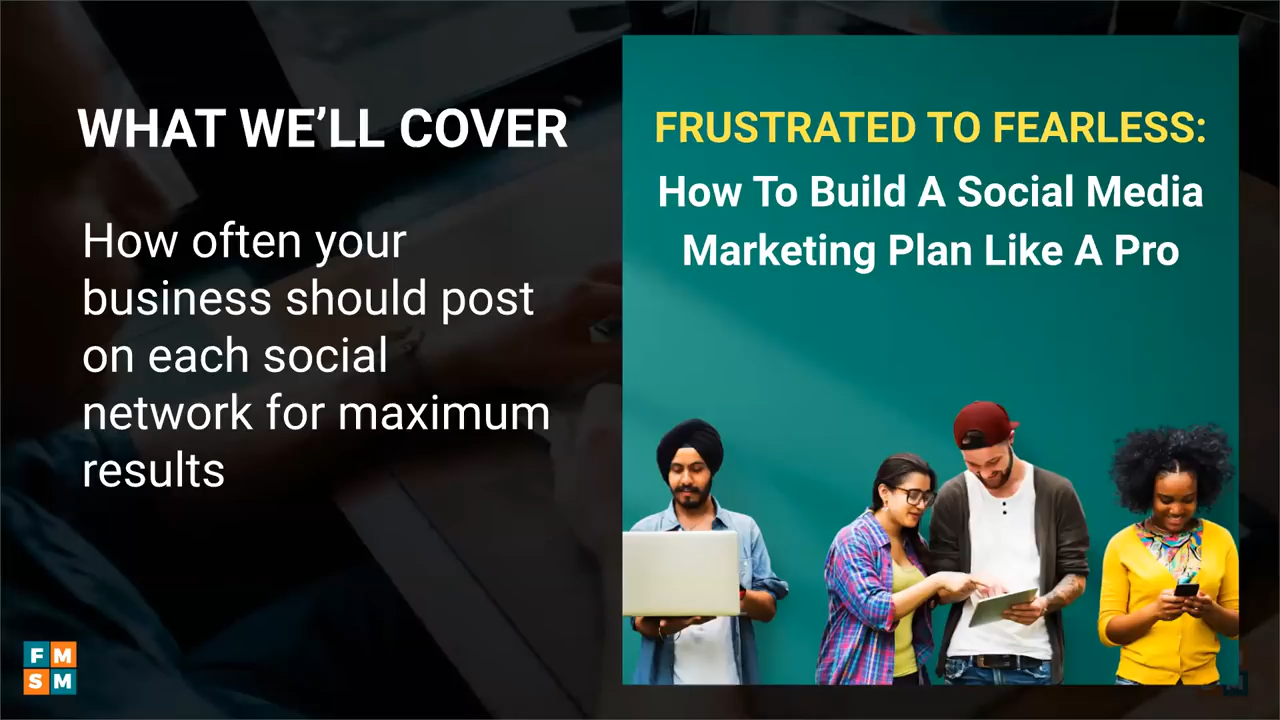 WHAT WE’LL COVER
How often your
business should post
on each social
network for maximum
results
FRUSTRATED TO FEARLESS:
How To Build A Social Media
Marketing Plan Like A Pro
F M
S M
M